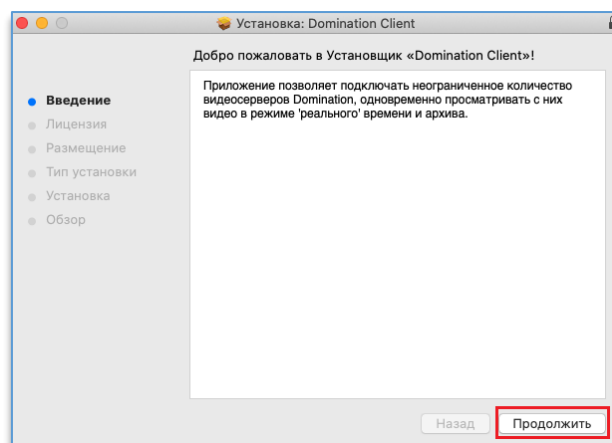 Установка: Domination Client
Добро пожаловать в Установщик «Domination Client»!
Введение
Лицензия
Размещение
Тип установки
Установка
Обзор
Приложение позволяет подключать неограниченное количество
видеосерверов Domination, одновременно просматривать с них
видео в режиме 'реального' времени и архива.
Назад
Продолжить